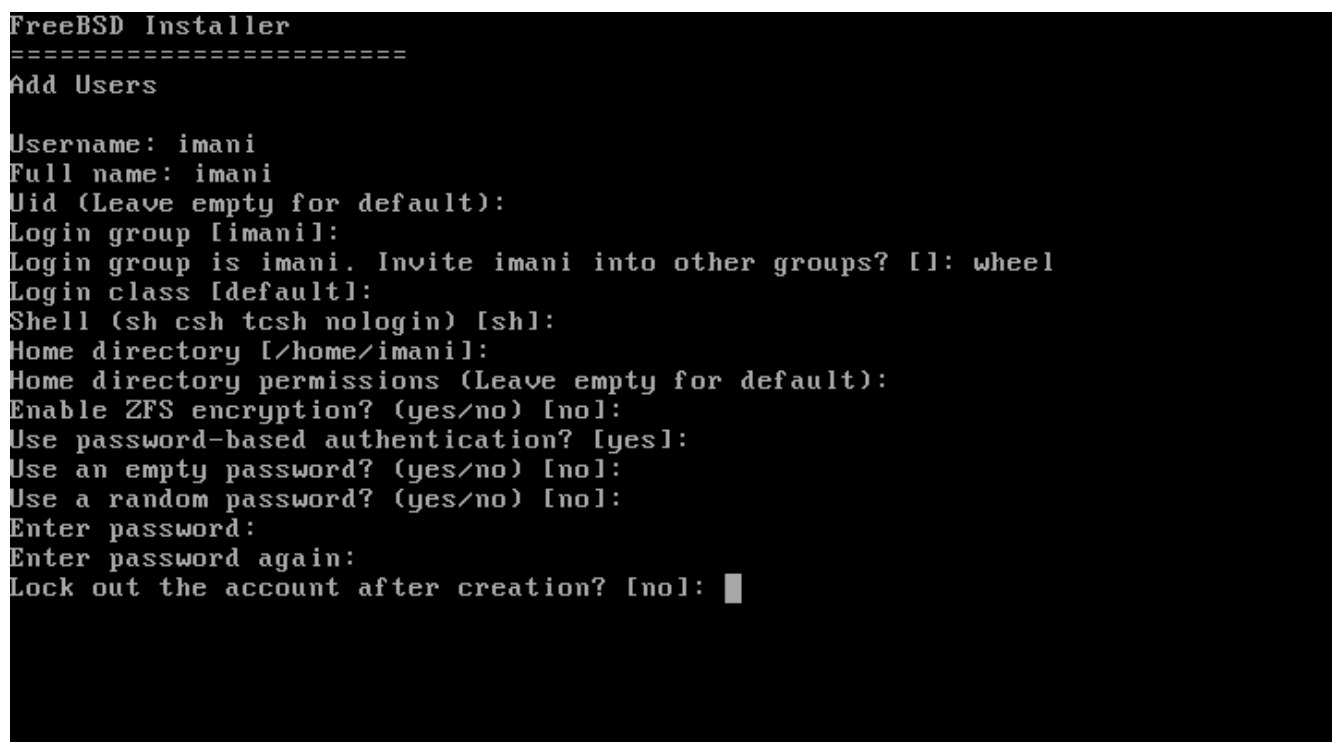 FreeBSD Installer
========================
Add Users
Username: imani
Full name: imani
Uid (Leave empty for default):
Login group [imani]:
Login group is imani. Invite imani into other groups? []: wheel
Login class [default]:
Shell (sh csh tcsh nologin) [sh]:
Home directory [/home/imani]:
Home directory permissions (Leave empty for default):
Enable ZFS encryption? (yes/no) [no]:
Use password-based authentication? [yes]:
Use an empty password? (yes/no) [no]:
Use a random password? (yes/no) [no]:
Enter password:
Enter password again:
Lock out the account after creation? [no]: